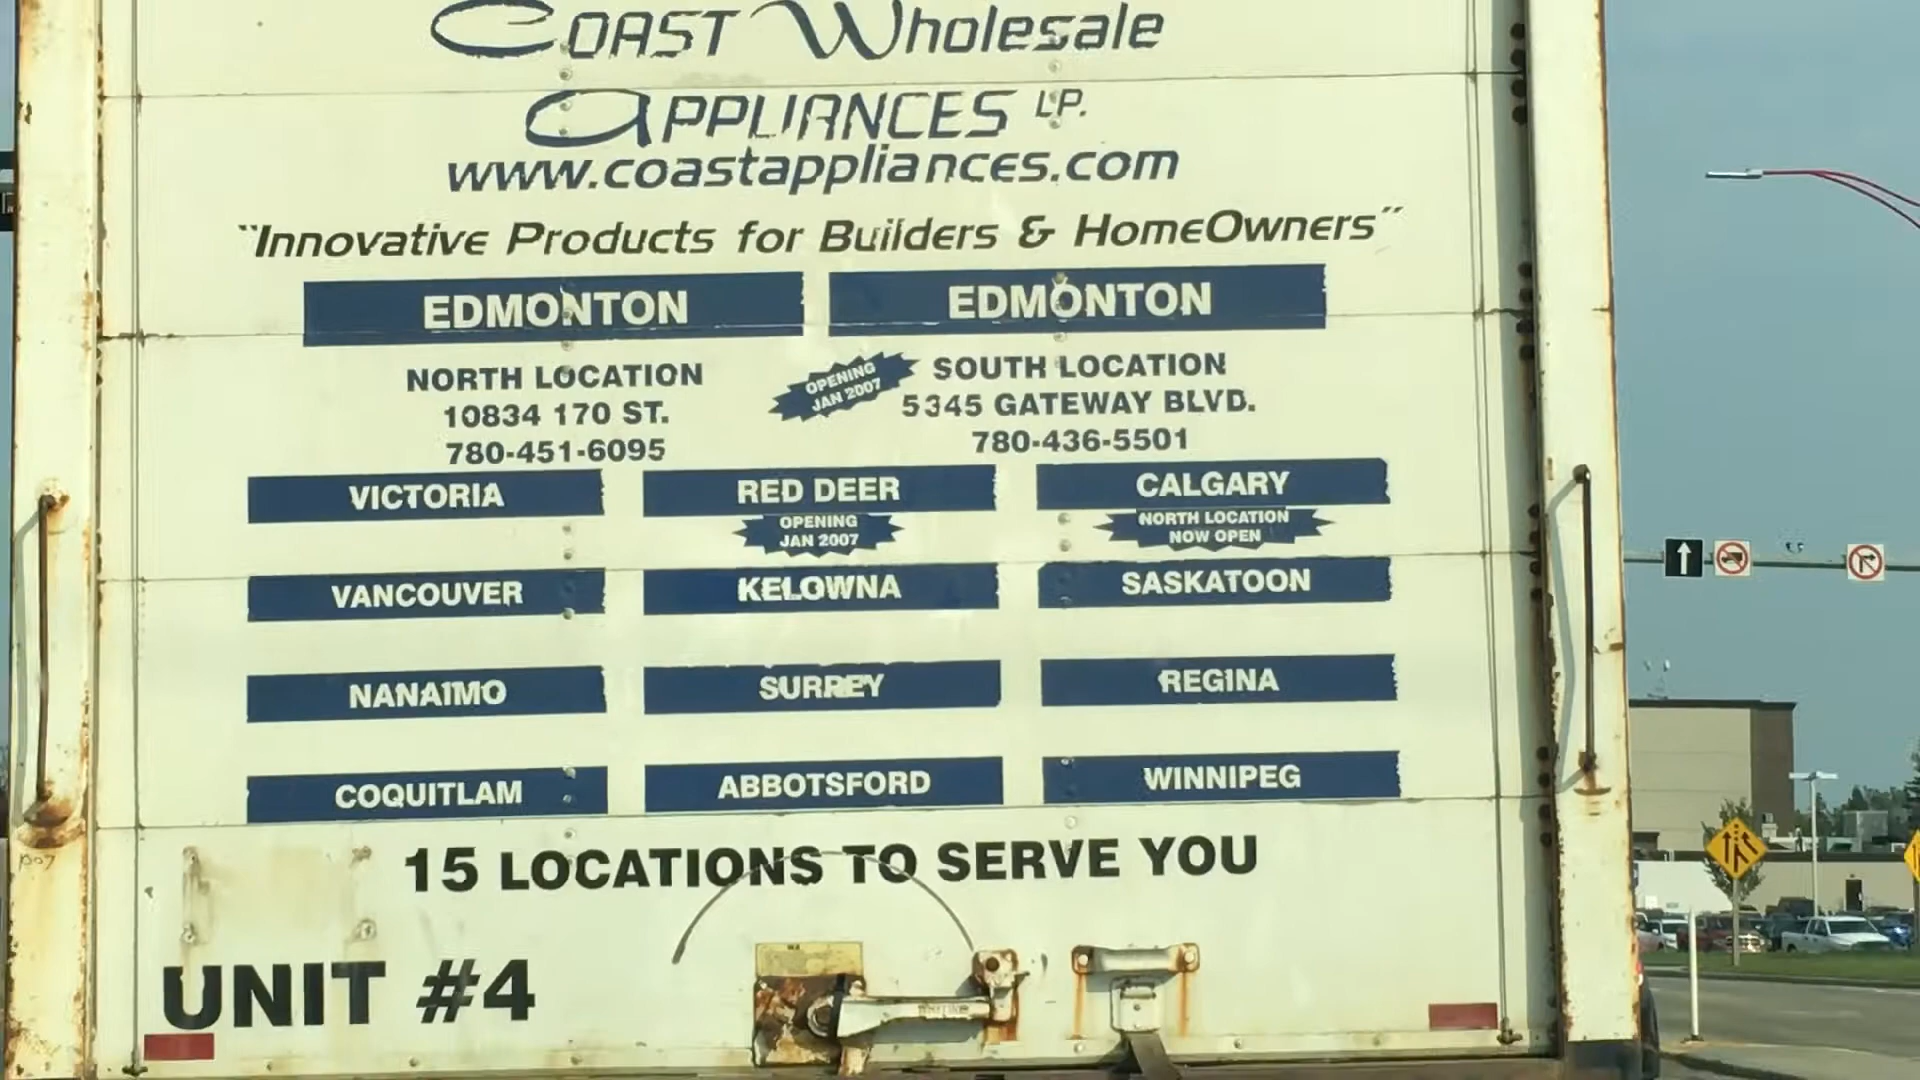 COAST Wholesale
APPLIANCES LP.
www.coastappliances.com
"Innovative Products for Builders & HomeOwners"
EDMONTON
NORTH LOCATION
10834 170 ST.
780-451-6095
EDMONTON
OPENING
JAN 2007
SOUTH LOCATION
5345 GATEWAY BLVD.
780-436-5501
VICTORIA
RED DEER
OPENING
JAN 2007
CALGARY
NORTH LOCATION
NOW OPEN
VANCOUVER
KELOWNA
SASKATOON
NANAIMO
SURREY
REGINA
COQUITLAM
ABBOTSFORD
WINNIPEG
15 LOCATIONS TO SERVE YOU
UNIT #4